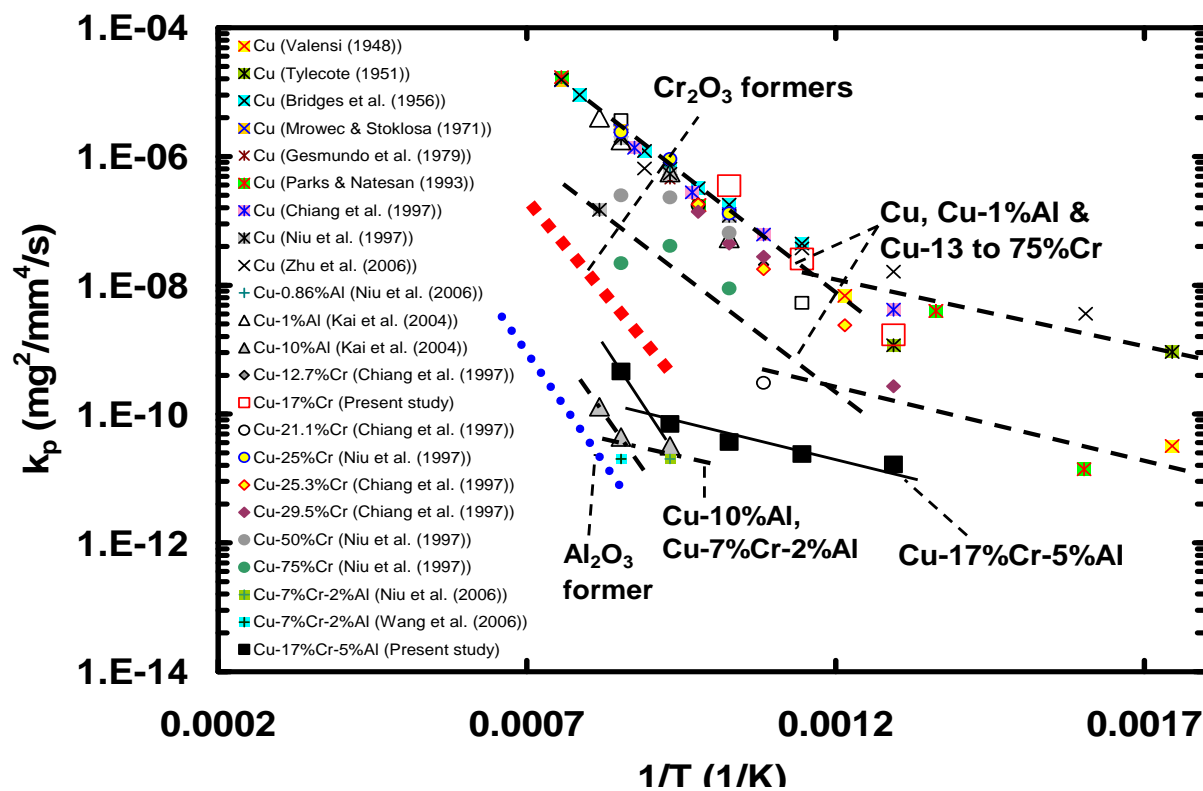 1.E-04
1.E-06
1.E-08
1.E-10
1.E-12
1.E-14
kp (mg2/mm4/s)
Cu (Valensi (1948))
Cu (Tylecote (1951))
Cu (Bridges et al. (1956))
Cu (Mrowec & Stoklosa (1971))
Cu (Gesmundo et al. (1979))
Cu (Parks & Natesan (1993))
Cu (Chiang et al. (1997))
Cu (Niu et al. (1997))
Cu (Zhu et al. (2006))
Cu-0.86%Al (Niu et al. (2006))
Cu-1%Al (Kai et al. (2004))
Cu-10%Al (Kai et al. (2004))
Cu-12.7%Cr (Chiang et al. (1997))
Cu-17%Cr (Present study)
Cu-21.1%Cr (Chiang et al. (1997))
Cu-25%Cr (Niu et al. (1997))
Cu-25.3%Cr (Chiang et al. (1997))
Cu-29.5%Cr (Chiang et al. (1997))
Cu-50%Cr (Niu et al. (1997))
Cu-75%Cr (Niu et al. (1997))
Cu-7%Cr-2%Al (Niu et al. (2006))
Cu-7%Cr-2%Al (Wang et al. (2006))
Cu-17%Cr-5%Al (Present study)
Cr2O3 formers
Cu, Cu-1%Al &
Cu-13 to 75%Cr
Cu-10%Al,
Cu-7%Cr-2%Al
Al2O3
former
Cu-17%Cr-5%Al
0.0002
0.0007
0.0012
0.0017
1/T (1/K)